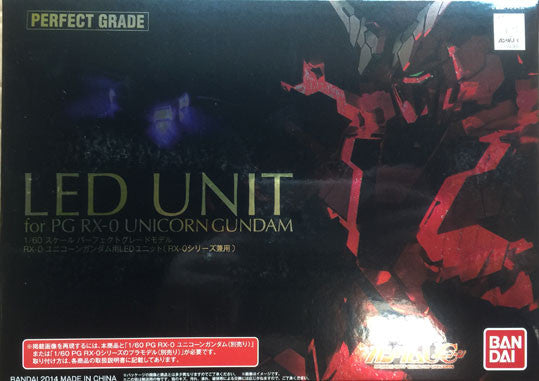 PERFECT GRADE
LED UNIT
for PG RX-0 UNICORN GUNDAM
1/60 スケール パーフェクトグレードモデル
RX-0 ユニコーンガンダム用LEDユニット(RX-0シリーズ兼用)
※掲載画像を再現するには、本商品と「1/60 PG RX-0 ユニコーンガンダム(別売り)」
または「1/60 PG RX-0シリーズのプラモデル(別売り)」が必要です。
取り付け方は、各商品の取扱説明書に記載してあります。
BANDAI 2014 MADE IN CHINA
BAN
DAI